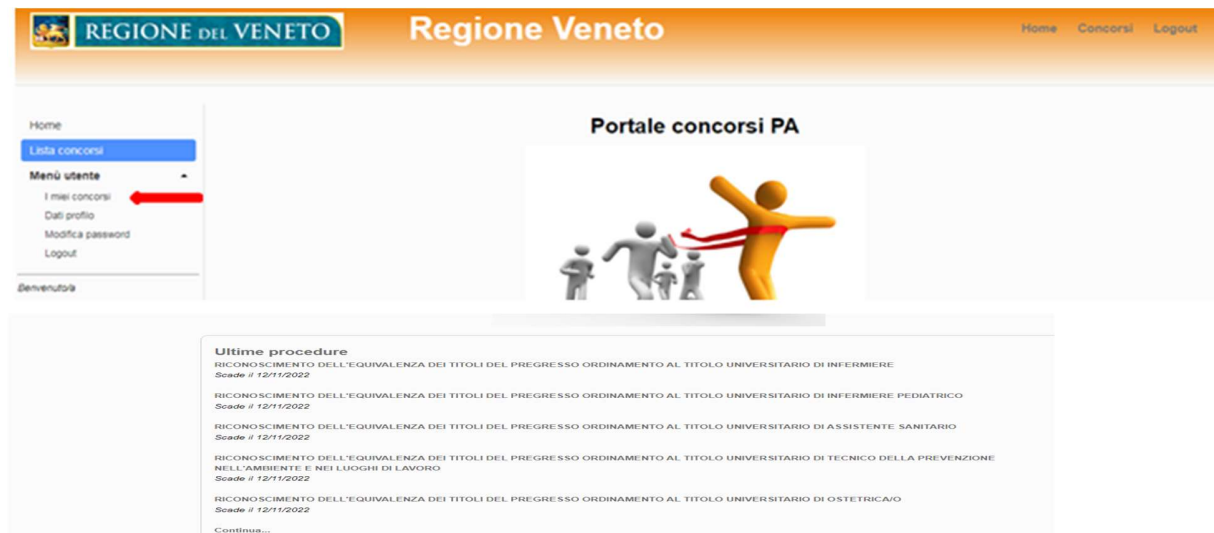 REGIONE DEL VENETO
Regione Veneto
Home Concorsi Logout
Home
Lista concorsi
Menù utente
I miei concorsi
Dati profilo
Modifica password
Logout
Benvenuto/a
Portale concorsi PA
Ultime procedure
RICONOSCIMENTO DELL'EQUIVALENZA DEI TITOLI DEL PREGRESSO ORDINAMENTO AL TITOLO UNIVERSITARIO DI INFERMIERE
Scade il 12/11/2022
RICONOSCIMENTO DELL'EQUIVALENZA DEI TITOLI DEL PREGRESSO ORDINAMENTO AL TITOLO UNIVERSITARIO DI INFERMIERE PEDIATRICO
Scade il 12/11/2022
RICONOSCIMENTO DELL'EQUIVALENZA DEI TITOLI DEL PREGRESSO ORDINAMENTO AL TITOLO UNIVERSITARIO DI ASSISTENTE SANITARIO
Scade il 12/11/2022
RICONOSCIMENTO DELL'EQUIVALENZA DEI TITOLI DEL PREGRESSO ORDINAMENTO AL TITOLO UNIVERSITARIO DI TECNICO DELLA PREVENZIONE
NELL'AMBIENTE E NEI LUOGHI DI LAVORO
Scade il 12/11/2022
RICONOSCIMENTO DELL'EQUIVALENZA DEI TITOLI DEL PREGRESSO ORDINAMENTO AL TITOLO UNIVERSITARIO DI OSTETRICA/O
Scade il 12/11/2022
Continua...